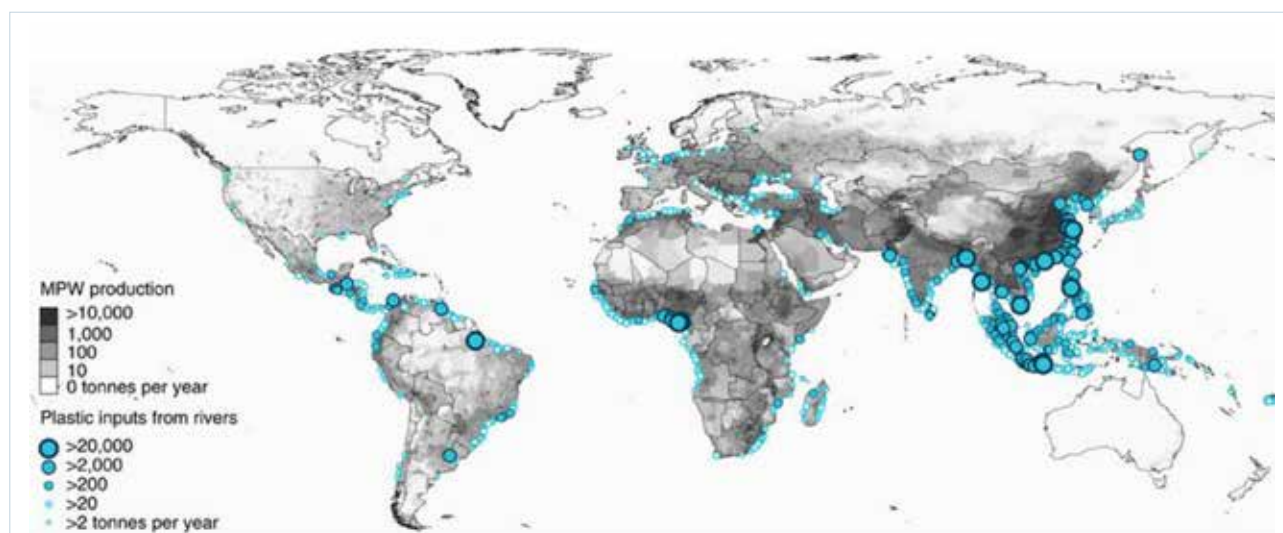 MPW production
>10,000
1,000
100
10
0 tonnes per year
Plastic inputs from rivers
>20,000
>2,000
>200
>20
>2 tonnes per year